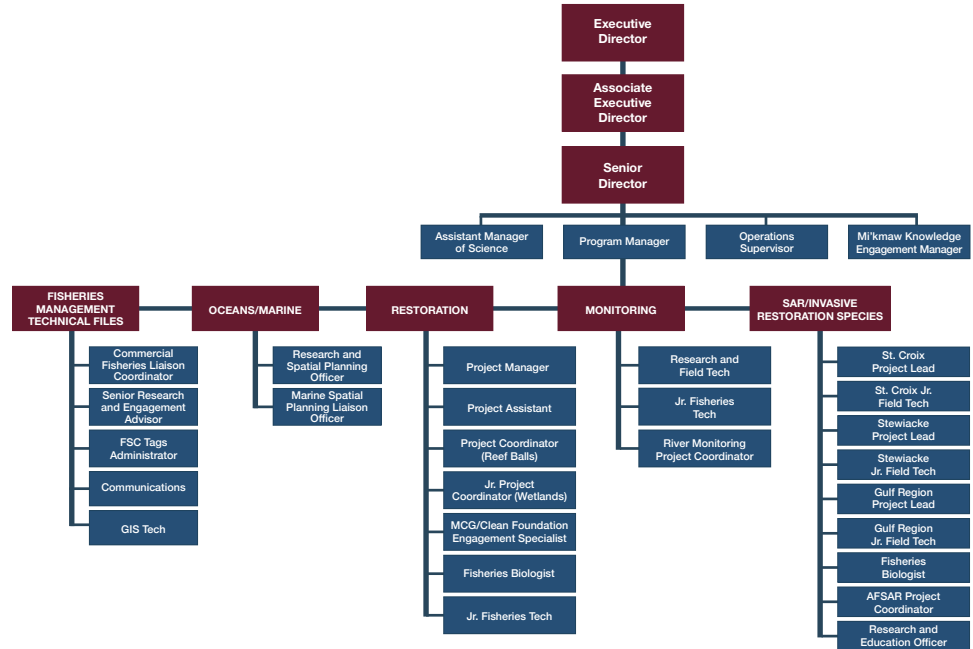 Executive
Director
Associate
Executive
Director
Senior
Director
Assistant Manager
of Science
Program Manager
Operations
Supervisor
Mi'kmaw Knowledge
Engagement Manager
FISHERIES
MANAGEMENT
TECHNICAL FILES
OCEANS/MARINE
RESTORATION
MONITORING
SAR/INVASIVE
RESTORATION SPECIES
Commercial
Fisheries Liaison
Coordinator
Senior Research
and Engagement
Advisor
FSC Tags
Administrator
Communications
GIS Tech
Research and
Spatial Planning
Officer
Marine Spatial
Planning Liaison
Officer
Project Manager
Project Assistant
Project Coordinator
(Reef Balls)
Jr. Project
Coordinator (Wetlands)
MCG/Clean Foundation
Engagement Specialist
Fisheries Biologist
Jr. Fisheries Tech
Research and
Field Tech
Jr. Fisheries
Tech
River Monitoring
Project Coordinator
St. Croix
Project Lead
St. Croix Jr.
Field Tech
Stewiacke
Project Lead
Stewiacke
Jr. Field Tech
Gulf Region
Project Lead
Gulf Region
Jr. Field Tech
Fisheries
Biologist
AFSAR Project
Coordinator
Research and
Education Officer